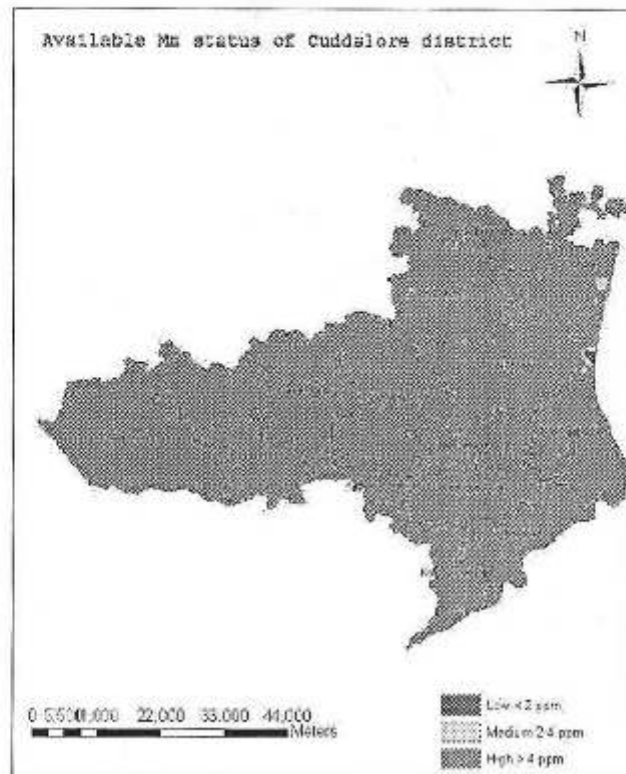 Available Mn status of Cuddalore district
N
0 5,500 11,000 22,000 33,000 44,000
Meters
Low < 2 ppm
Medium 2-4 ppm
High > 4 ppm